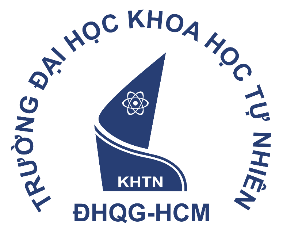 TRƯỜNG ĐẠI HỌC KHOA HỌC TỰ NHIÊN
KHTN
ĐHQG-HCM